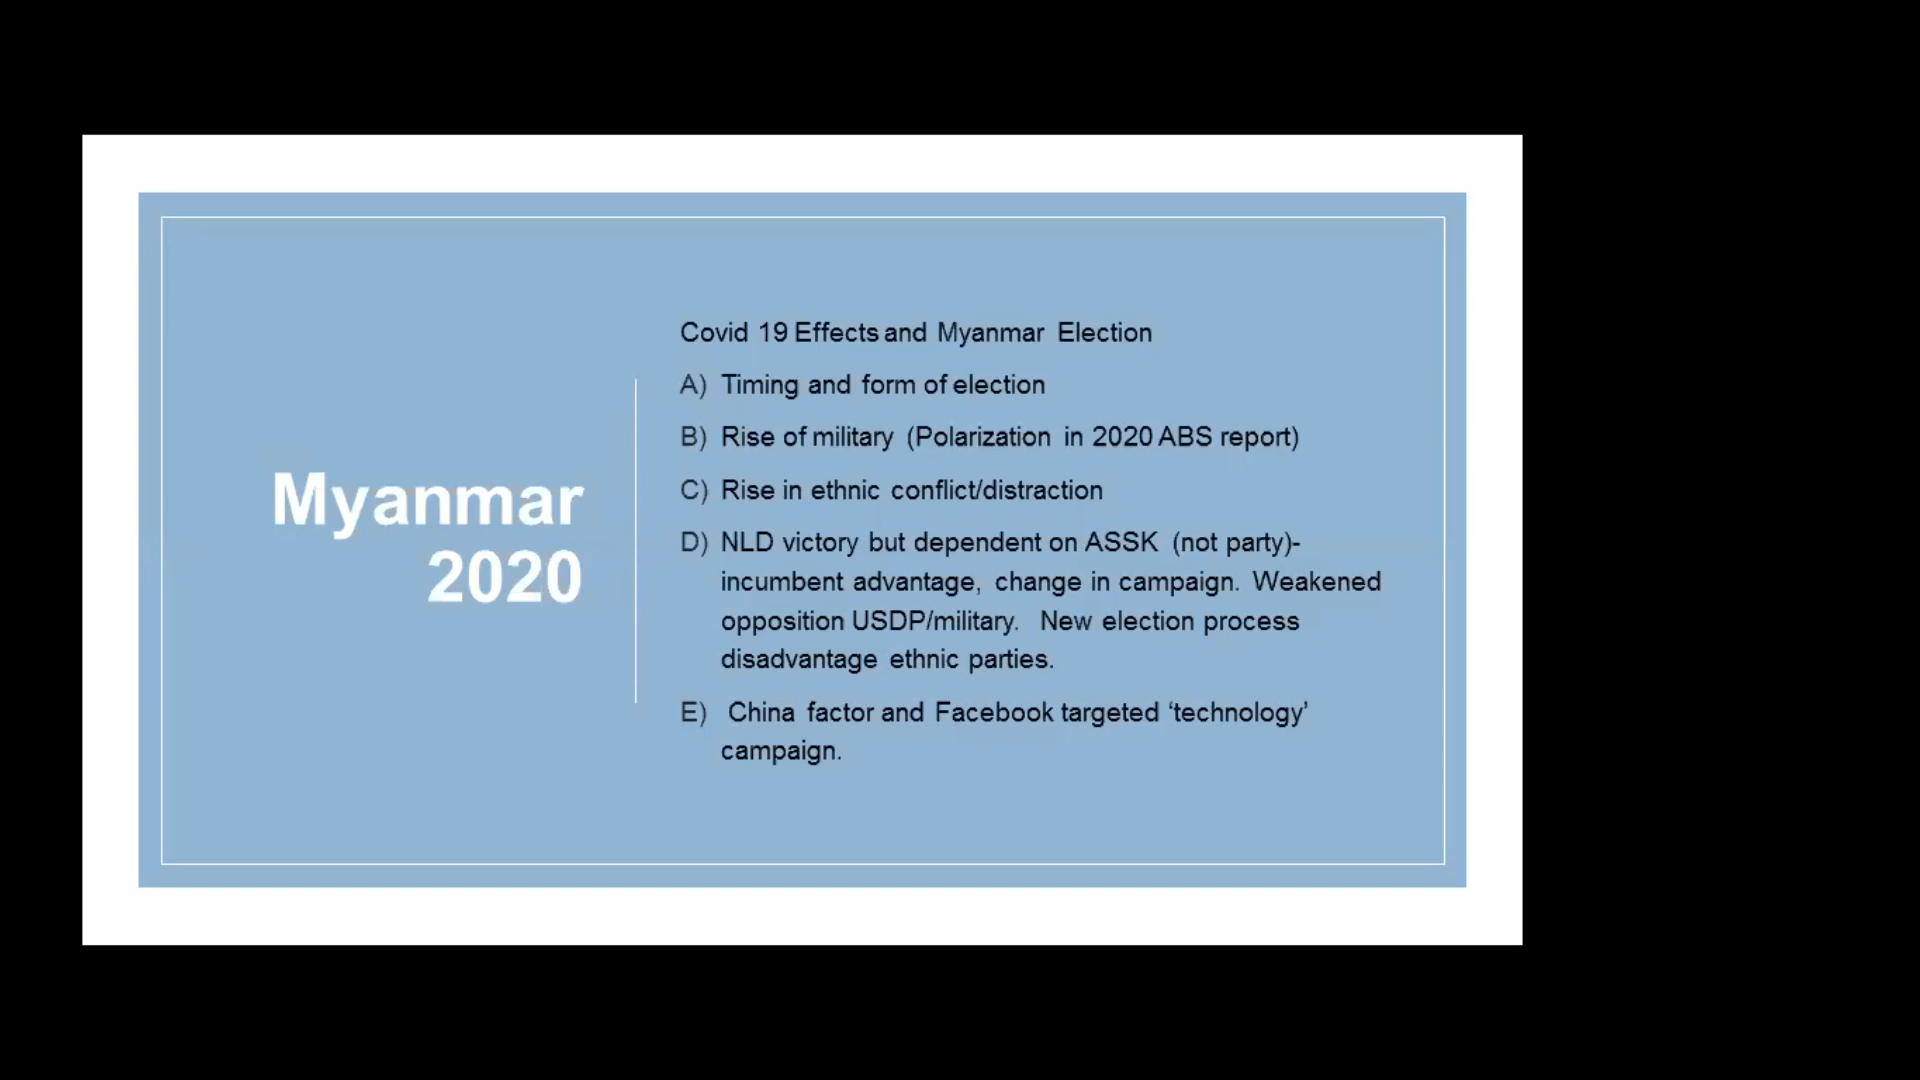 Myanmar
2020
Covid 19 Effects and Myanmar Election
A) Timing and form of election
B) Rise of military (Polarization in 2020 ABS report)
C) Rise in ethnic conflict/distraction
D) NLD victory but dependent on ASSK (not party)-
incumbent advantage, change in campaign. Weakened
opposition USDP/military. New election process
disadvantage ethnic parties.
E) China factor and Facebook targeted ‘technology’
campaign.